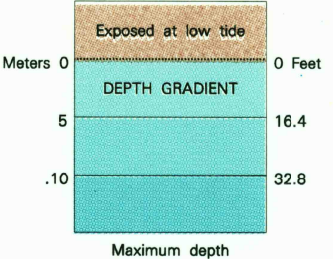 Exposed at low tide
Meters 0 0 Feet
DEPTH GRADIENT
5 16.4
.10 32.8
Maximum depth